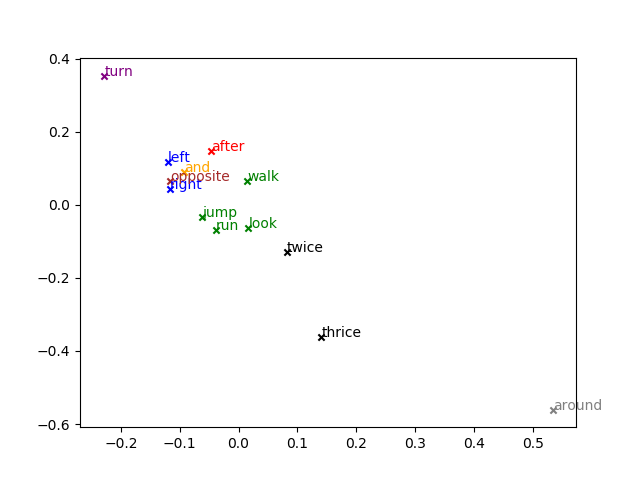 0.4
turn
0.2
after
left
and
opposite
walk
right
0.0
jump
run
look
twice
−0.2
thrice
−0.4
around
−0.6
−0.2 −0.1 0.0 0.1 0.2 0.3 0.4 0.5